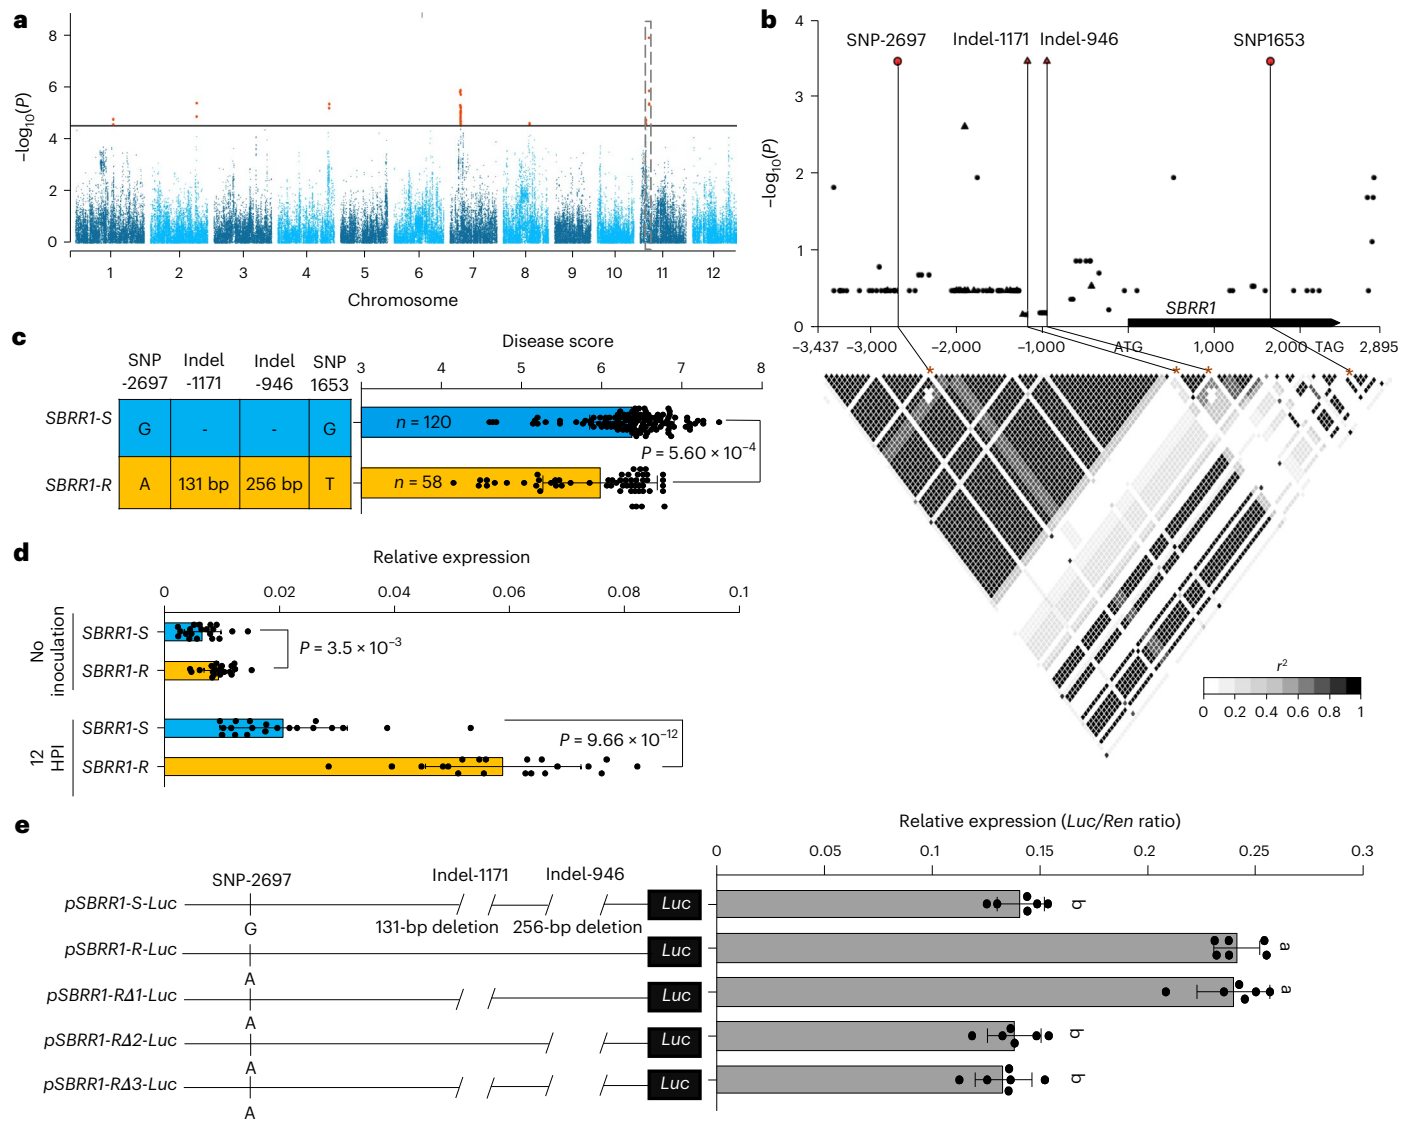 a
8
6
4
2
0
−log10(P)
1 2 3 4 5 6 7 8 9 10 11 12
Chromosome
b
4
3
2
1
0
−log10(P)
SNP-2697 Indel-1171 Indel-946 SNP1653
SBRR1
−3,437 −3,000 −2,000 −1,000 ATG 1,000 2,000 TAG 2,895
* * * *
r2
0 0.2 0.4 0.6 0.8 1
c
SNP -2697
Indel -1171
Indel -946
SNP 1653
Disease score
3 4 5 6 7 8
SBRR1-S G - - G n = 120
SBRR1-R A 131 bp 256 bp T n = 58
P = 5.60 × 10−4
d
Relative expression
0 0.02 0.04 0.06 0.08 0.1
No inoculation
SBRR1-S
SBRR1-R
P = 3.5 × 10−3
12 HPI
SBRR1-S
SBRR1-R
P = 9.66 × 10−12
e
Relative expression (Luc/Ren ratio)
0 0.05 0.1 0.15 0.2 0.25 0.3
SNP-2697 Indel-1171 Indel-946
pSBRR1-S-Luc Luc b
G 131-bp deletion 256-bp deletion
pSBRR1-R-Luc Luc a
A
pSBRR1-RΔ1-Luc Luc a
A
pSBRR1-RΔ2-Luc Luc b
A
pSBRR1-RΔ3-Luc Luc b
A